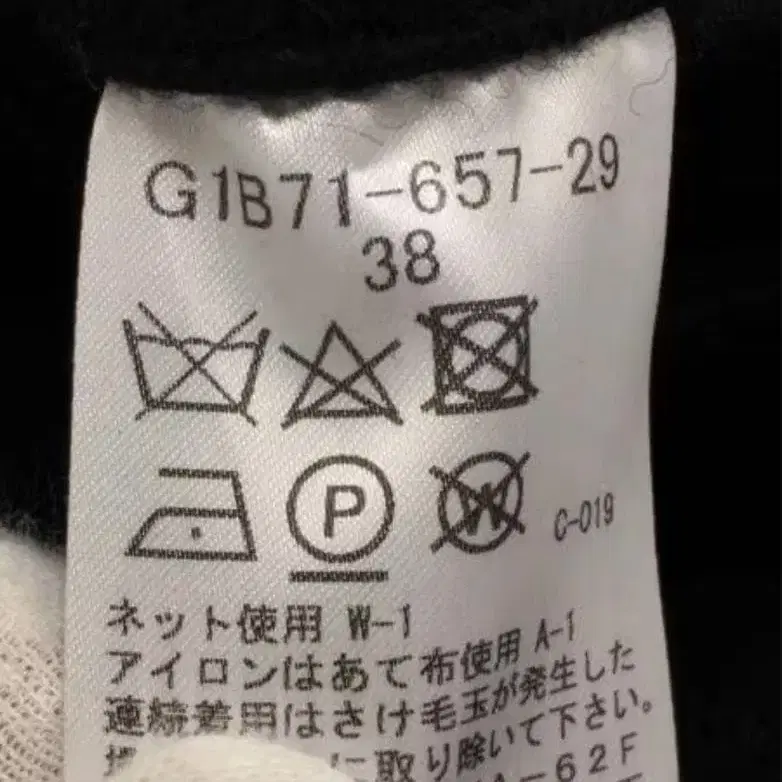 G1B71-657-29
38
P
W
C-019
ネット使用 W-1
アイロンはあて布使用 A-1
連続着用はさけ毛玉が発生した
に取り除いて下さい。
-62F